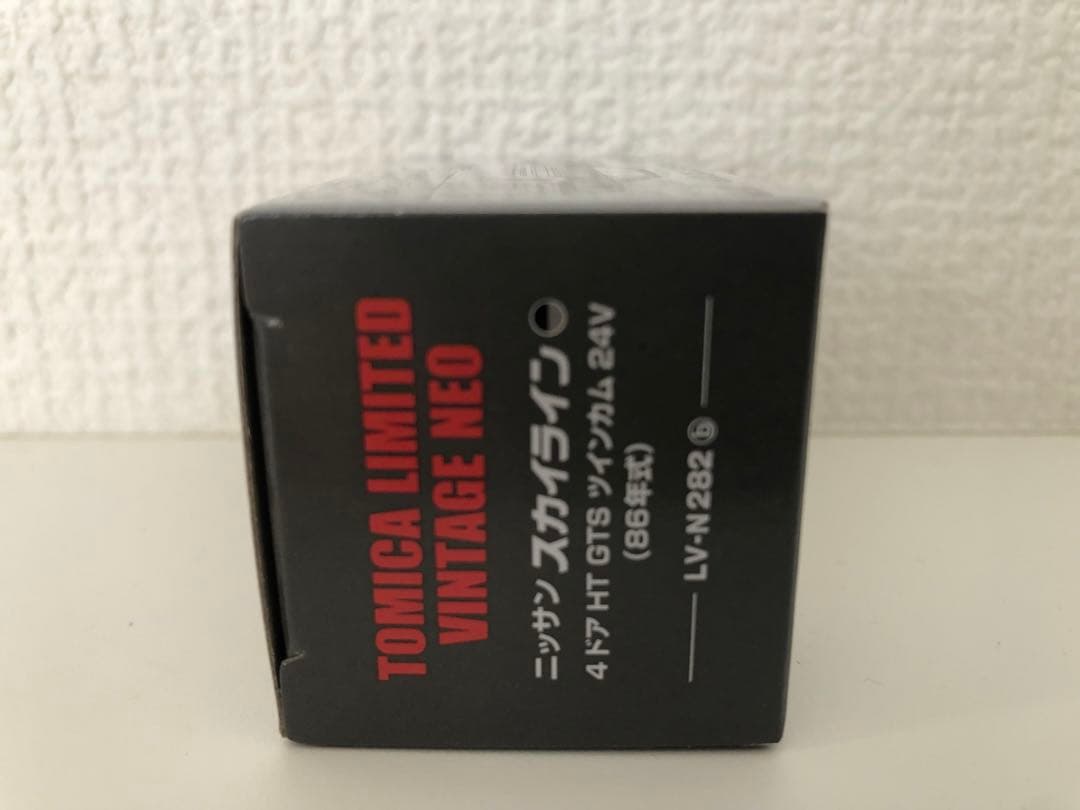 TOMICA LIMITED
VINTAGE NEO
ニッサン スカイライン
4ドア HT GTS ツインカム 24V
(86年式)
LV-N282ⓑ